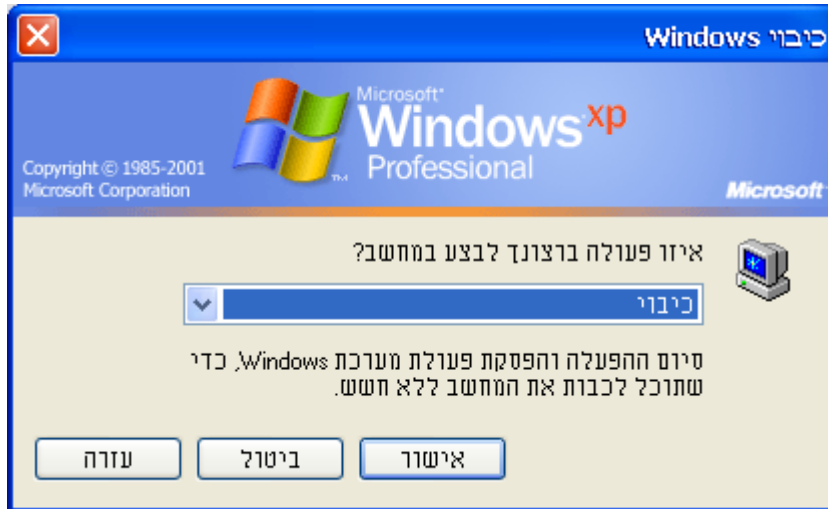 כיבוי Windows
Microsoft
Windows xp
Professional
Copyright © 1985-2001
Microsoft Corporation
Microsoft
איזו פעולה ברצונך לבצע במחשב?
כיבוי
סיום ההפעלה והפסקת פעולת מערכת Windows, כדי
שתוכל לכבות את המחשב ללא חשש.
אישור
ביטול
עזרה